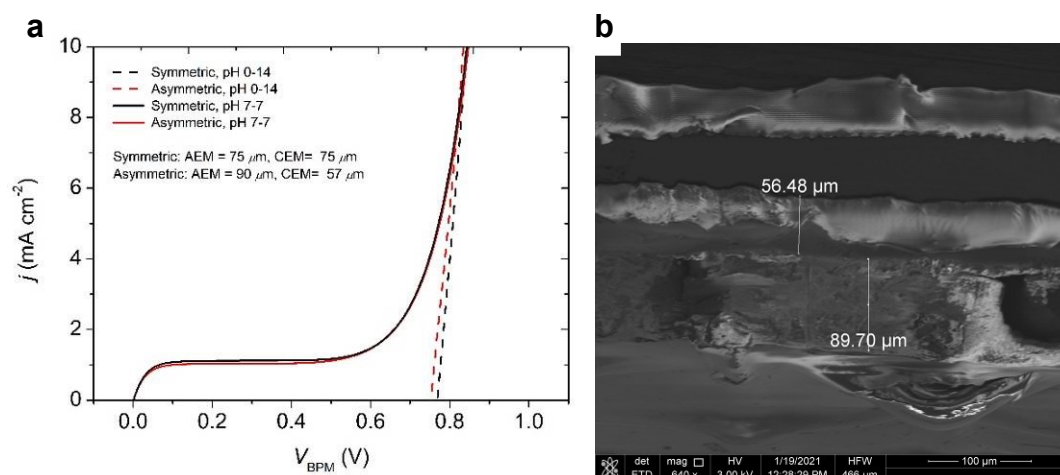 a
10
8
6
4
2
0
j (mA cm-2)
Symmetric, pH 0-14
Asymmetric, pH 0-14
Symmetric, pH 7-7
Asymmetric, pH 7-7
Symmetric: AEM = 75 μm, CEM= 75 μm
Asymmetric: AEM = 90 μm, CEM= 57 μm
0.0 0.2 0.4 0.6 0.8 1.0
VBPM (V)
b
56.48 μm
89.70 μm
det mag HV 1/19/2021 HFW 100 μm
ETD 640 x 3.00 kV 12:28:29 PM 466 μm